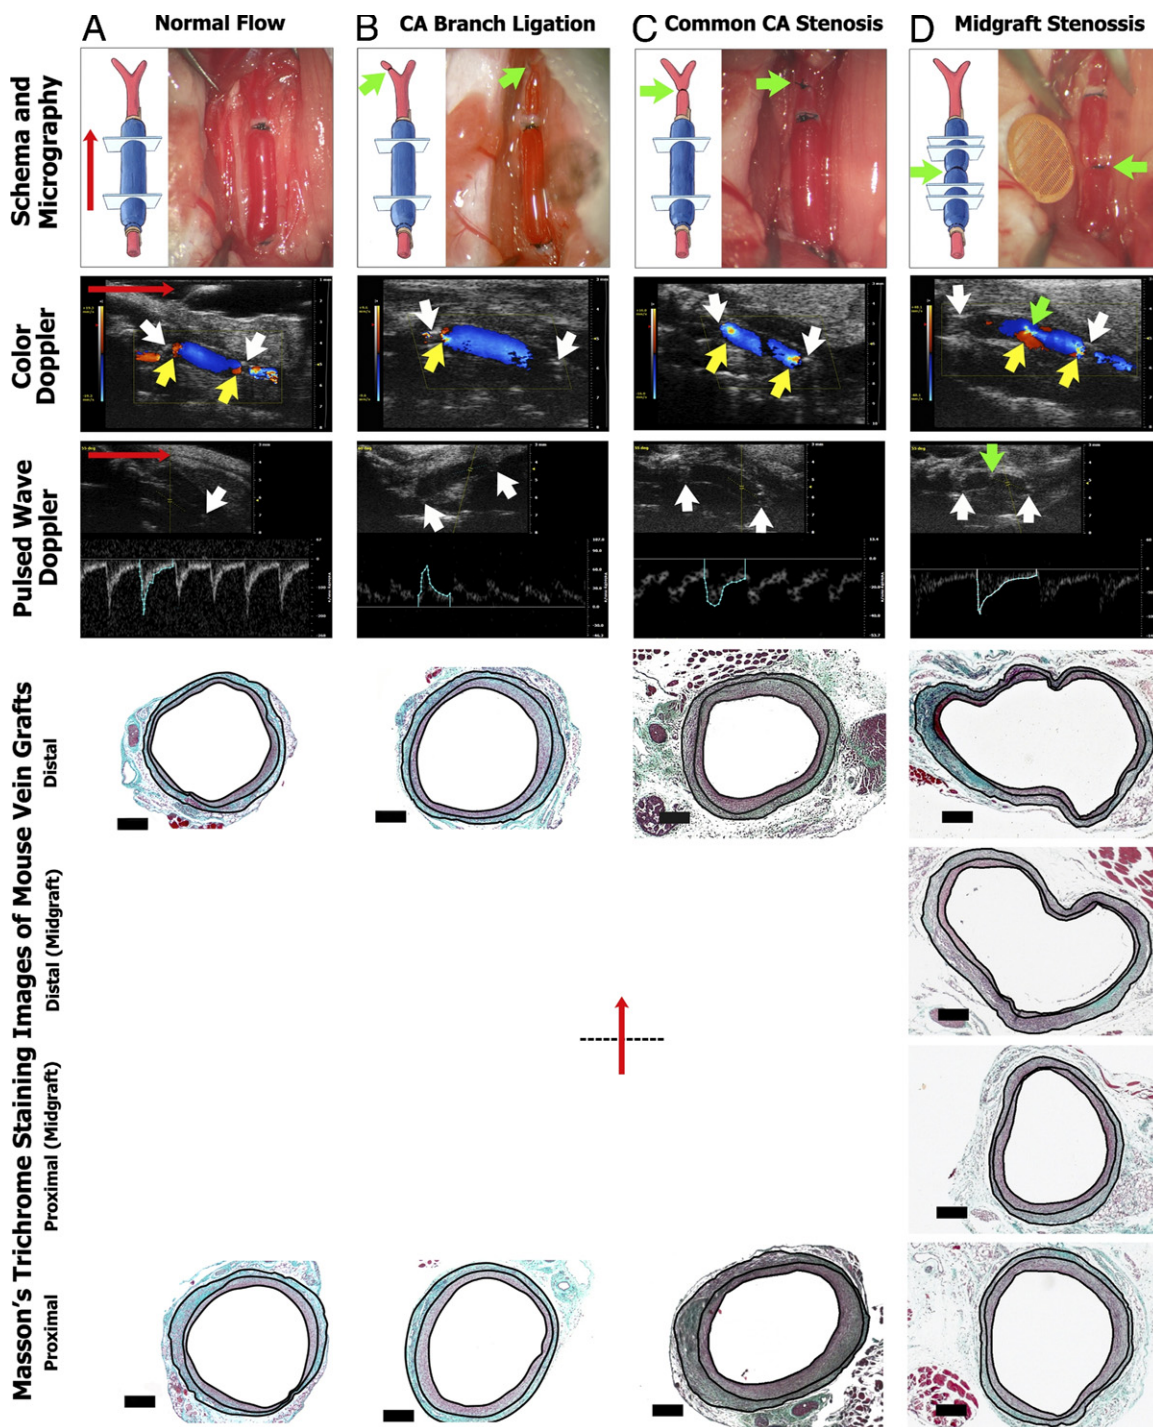 A Normal Flow
B CA Branch Ligation
C Common CA Stenosis
D Midgraft Stenossis
Schema and
Micrography
Color
Doppler
Pulsed Wave
Doppler
Masson's Trichrome Staining Images of Mouse Vein Grafts
Distal
Distal (Midgraft)
Proximal (Midgraft)
Proximal